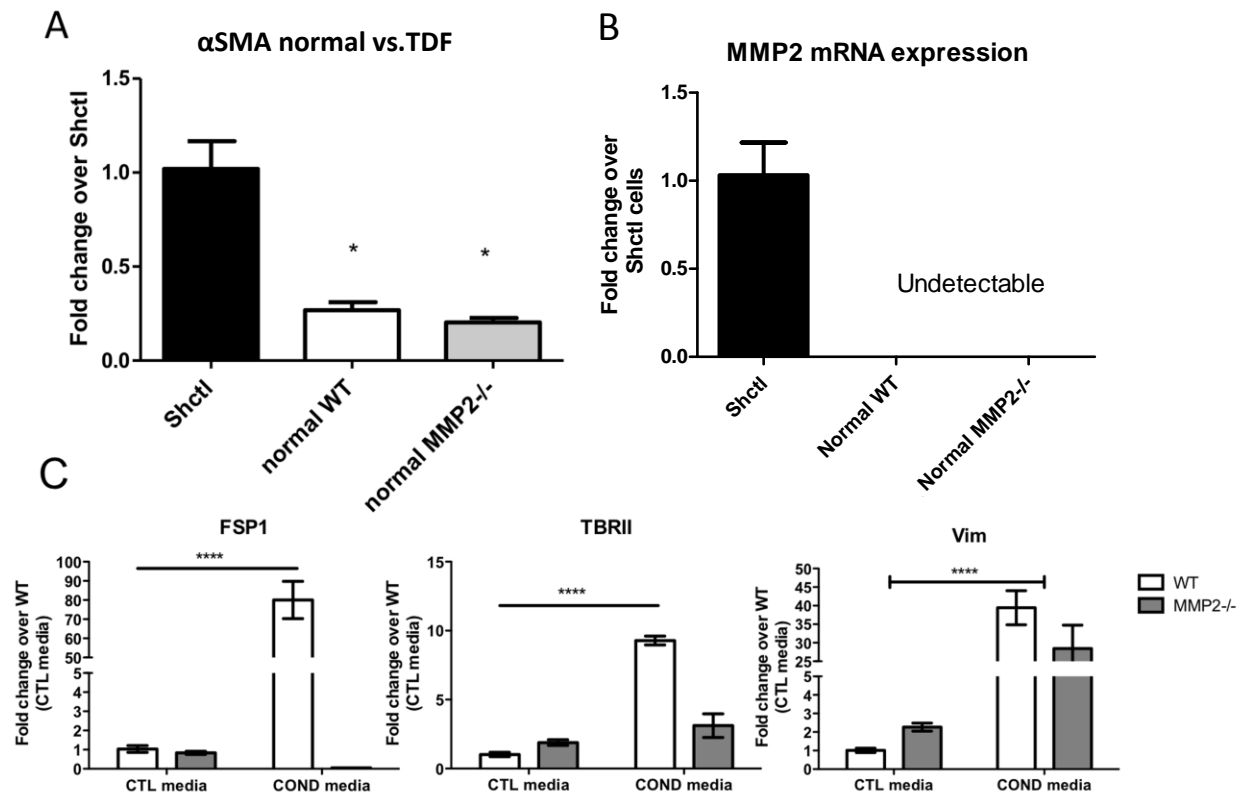 A
αSMA normal vs.TDF
Fold change over Shctl
1.5
1.0
0.5
0.0
*
*
Shctl
normal WT
normal MMP2-/-
B
MMP2 mRNA expression
Fold change over
Shctl cells
1.5
1.0
0.5
0.0
Undetectable
Shctl
Normal WT
Normal MMP2-/-
C
FSP1
Fold change over WT
(CTL media)
100
90
80
70
60
50
4
3
2
1
0
****
CTL media
COND media
TBRII
Fold change over WT
(CTL media)
15
10
5
0
****
CTL media
COND media
Vim
Fold change over WT
(CTL media)
50
45
40
35
30
25
5
4
3
2
1
0
****
CTL media
COND media
WT
MMP2-/-